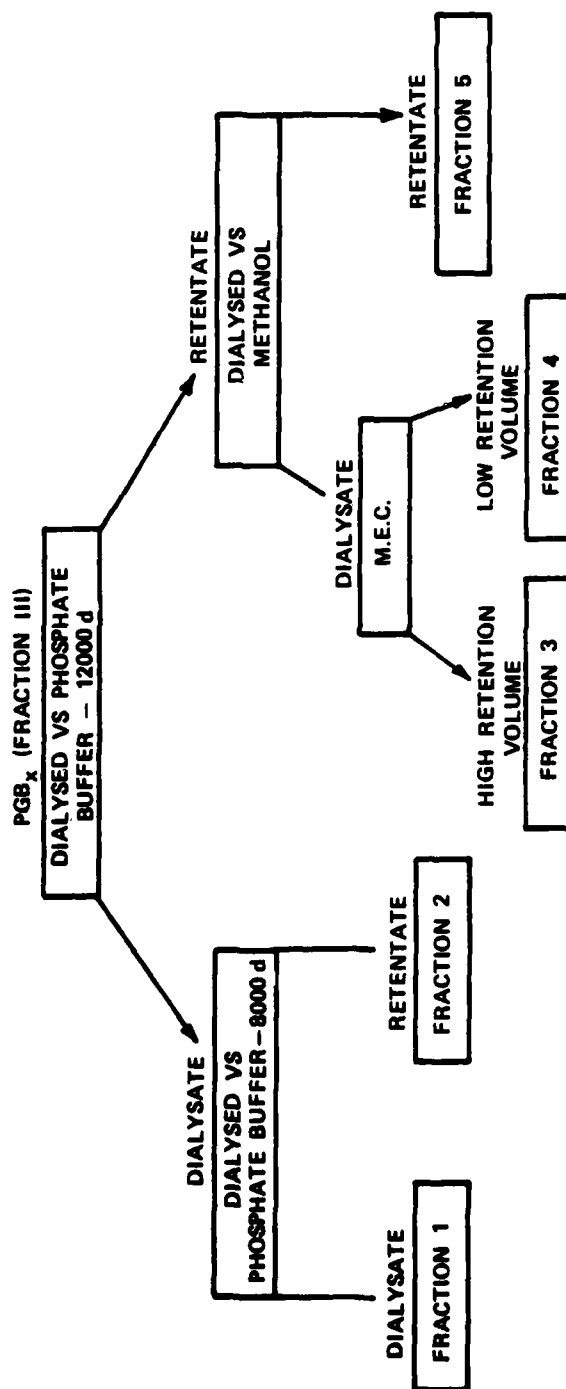 PGBx (FRACTION III)
DIALYSED VS PHOSPHATE
BUFFER – 12000 d
DIALYSATE
DIALYSED VS
PHOSPHATE BUFFER–8000 d
RETENTATE
DIALYSED VS
METHANOL
DIALYSATE
FRACTION 1
RETENTATE
FRACTION 2
DIALYSATE
M.E.C.
HIGH RETENTION
VOLUME
FRACTION 3
LOW RETENTION
VOLUME
FRACTION 4
RETENTATE
FRACTION 5